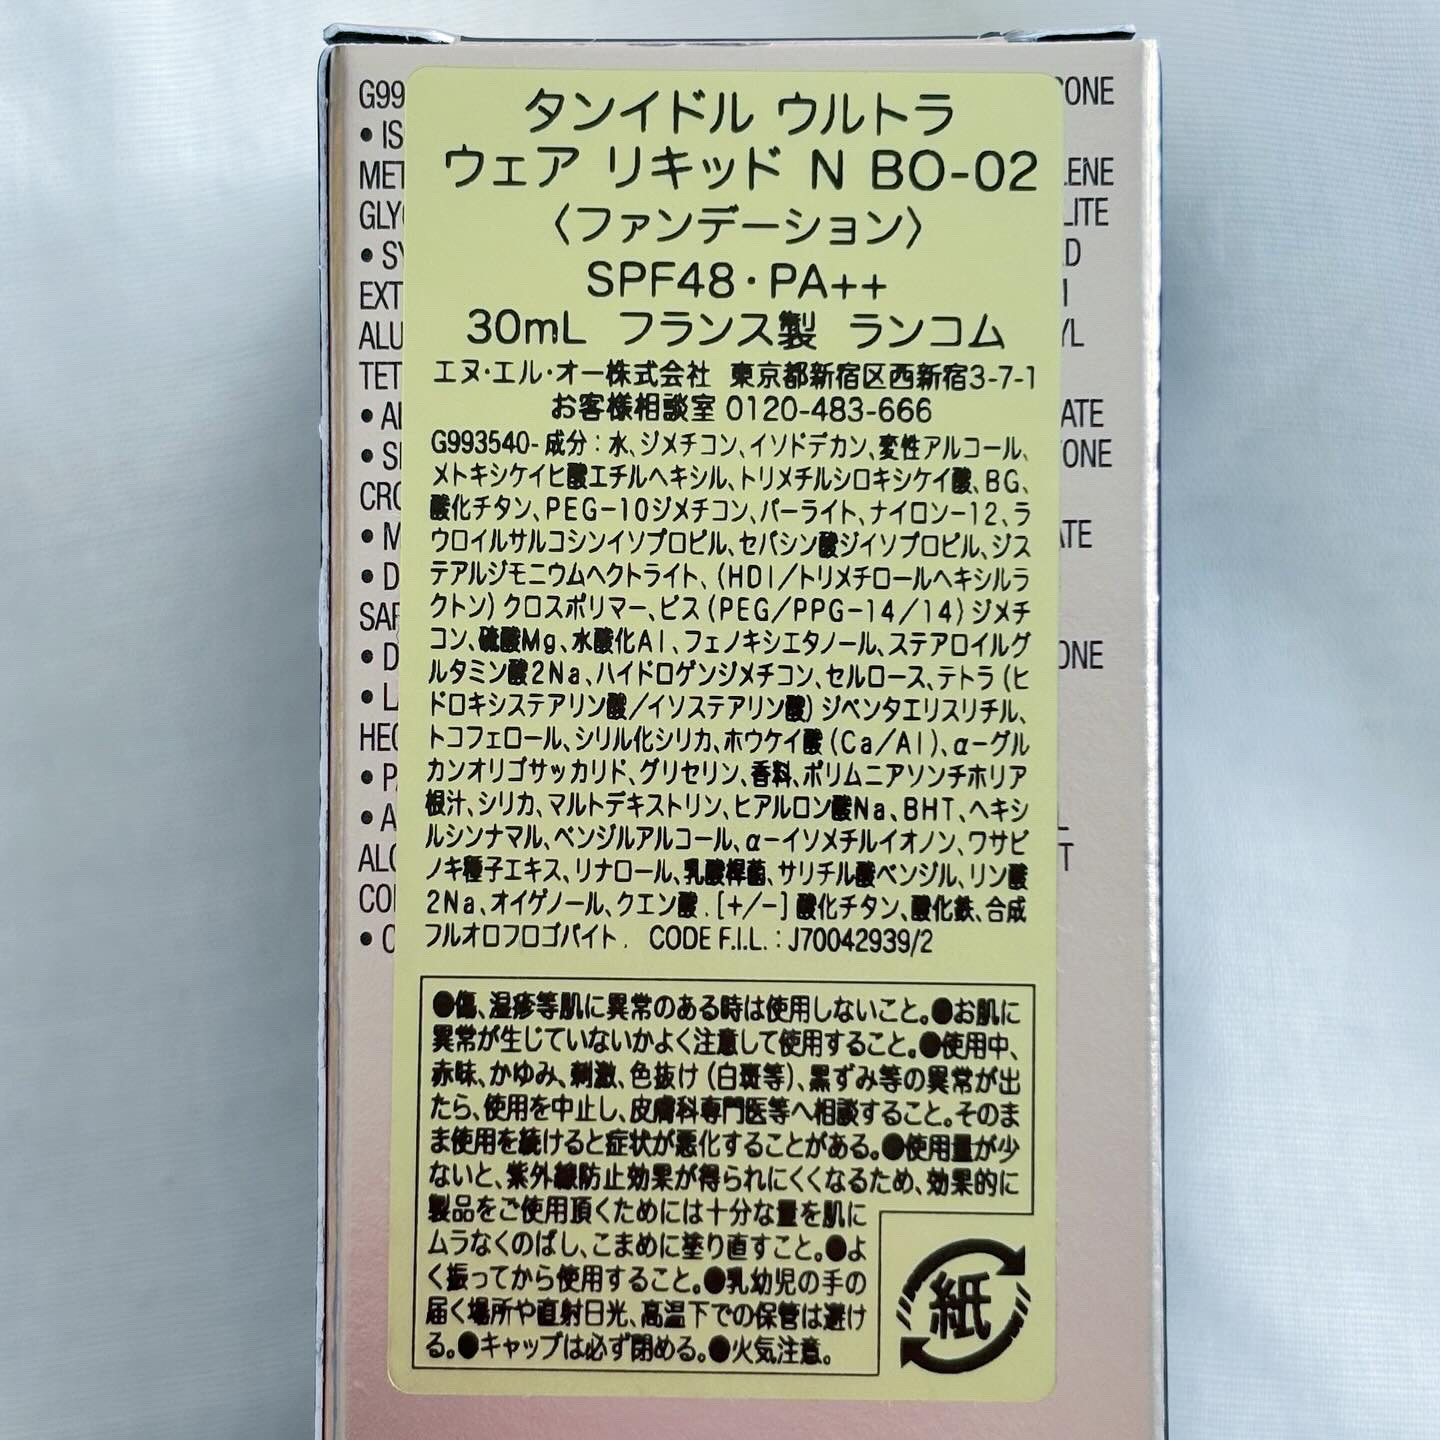 タンイドル ウルトラ
ウェア リキッド N BO-02
〈ファンデーション〉
SPF48・PA++
30mL フランス製 ランコム
エヌ・エル・オー株式会社 東京都新宿区西新宿3-7-1
お客様相談室 0120-483-666
G993540- 成分：水、ジメチコン、イソドデカン、変性アルコール、
メトキシケイヒ酸エチルヘキシル、トリメチルシロキシケイ酸、BG、
酸化チタン、PEG－10ジメチコン、パーライト、ナイロン－12、ラ
ウロイルサルコシンイソプロピル、セバシン酸ジイソプロピル、ジス
テアルジモニウムヘクトライト、(HDI／トリメチロールヘキシルラ
クトン) クロスポリマー、ビス (PEG／PPG－14／14) ジメチ
コン、硫酸Mg、水酸化Al、フェノキシエタノール、ステアロイルグ
ルタミン酸2Na、ハイドロゲンジメチコン、セルロース、テトラ (ヒ
ドロキシステアリン酸／イソステアリン酸) ジペンタエリスリチル、
トコフェロール、シリル化シリカ、ホウケイ酸 (Ca／Al)、α－グル
カンオリゴサッカリド、グリセリン、香料、ポリムニアソンチホリア
根汁、シリカ、マルトデキストリン、ヒアルロン酸Na、BHT、ヘキシ
ルシンナマル、ベンジルアルコール、α－イソメチルイオノン、ワサビ
ノキ種子エキス、リナロール、乳酸桿菌、サリチル酸ベンジル、リン酸
2Na、オイゲノール、クエン酸．[＋／－] 酸化チタン、酸化鉄、合成
フルオロフロゴパイト． CODE F.I.L.：J70042939/2
●傷、湿疹等肌に異常のある時は使用しないこと。●お肌に
異常が生じていないかよく注意して使用すること。●使用中、
赤味、かゆみ、刺激、色抜け (白斑等)、黒ずみ等の異常が出
たら、使用を中止し、皮膚科専門医等へ相談すること。そのま
ま使用を続けると症状が悪化することがある。●使用量が少
ないと、紫外線防止効果が得られにくくなるため、効果的に
製品をご使用頂くためには十分な量を肌に
ムラなくのばし、こまめに塗り直すこと。●よ
く振ってから使用すること。●乳幼児の手の
届く場所や直射日光、高温下での保管は避け
る。●キャップは必ず閉める。●火気注意。
紙